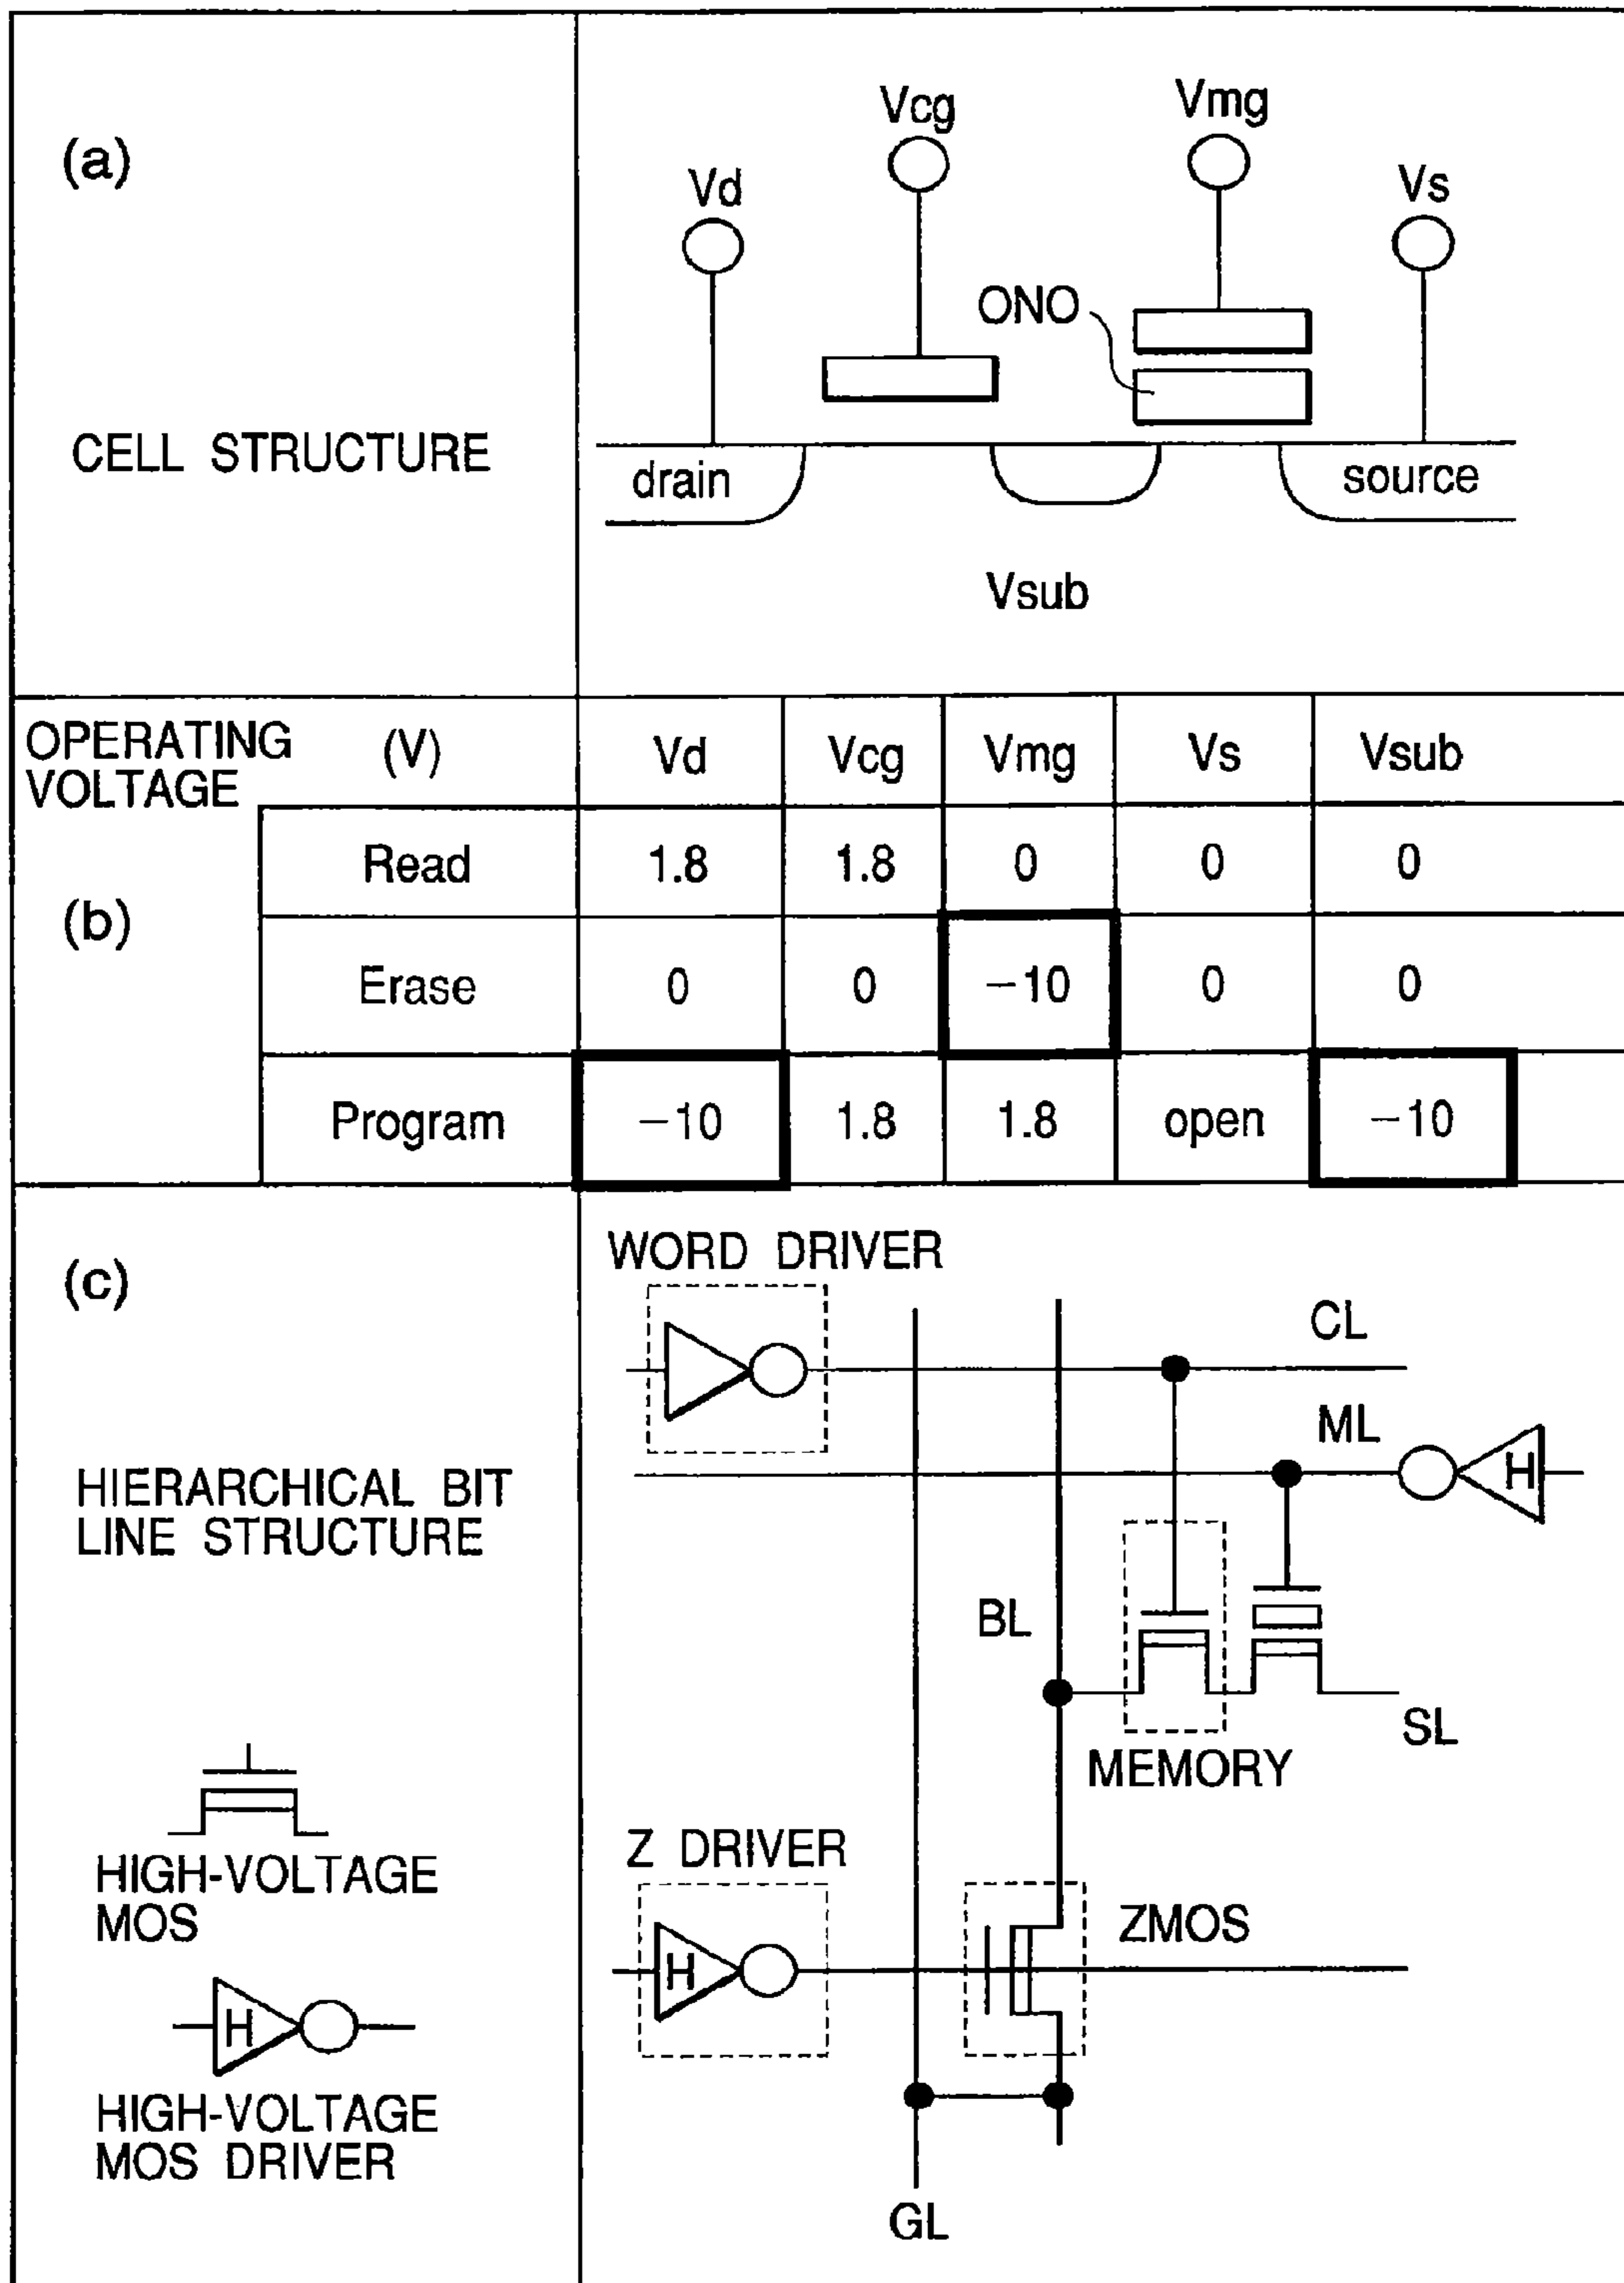 (a)
Vcg
Vmg
Vd
Vs
ONO
CELL STRUCTURE
drain
source
Vsub
OPERATING VOLTAGE (V) Vd Vcg Vmg Vs Vsub
(b)
Read 1.8 1.8 0 0 0
Erase 0 0 −10 0 0
Program −10 1.8 1.8 open −10
(c)
WORD DRIVER
CL
ML
H
HIERARCHICAL BIT
LINE STRUCTURE
BL
SL
MEMORY
HIGH-VOLTAGE
MOS
Z DRIVER
H
ZMOS
H
HIGH-VOLTAGE
MOS DRIVER
GL